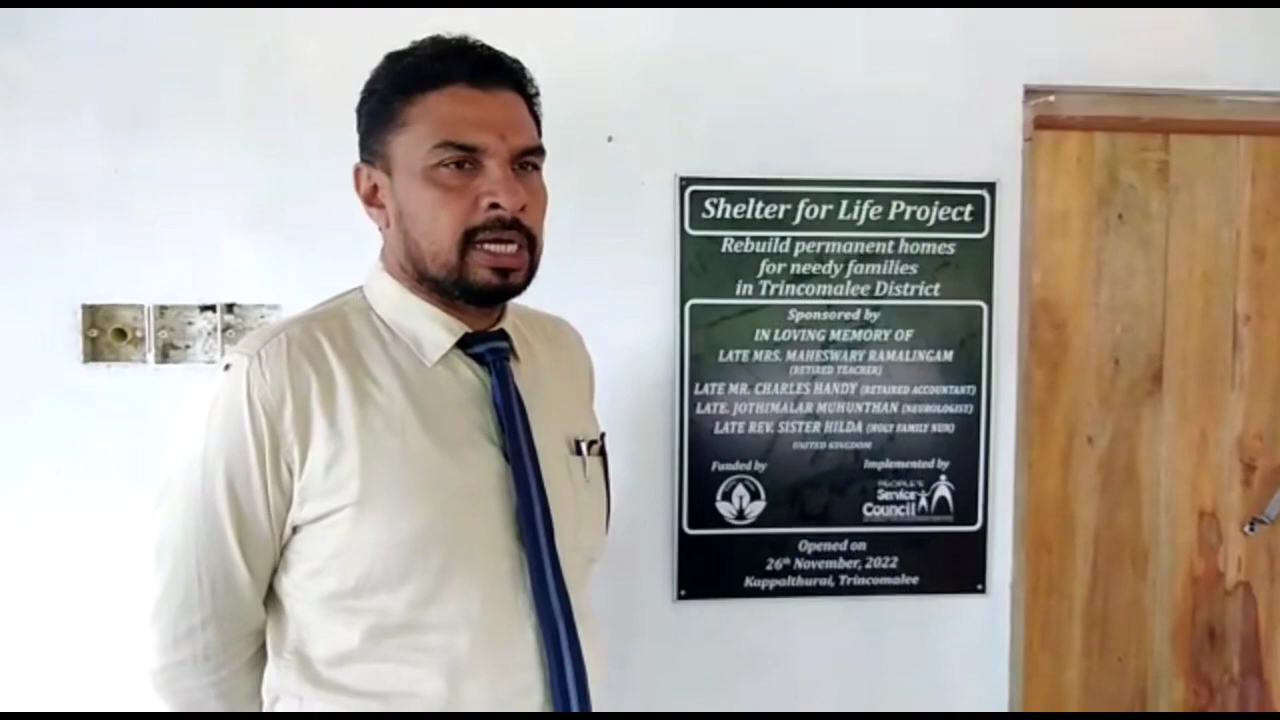 Shelter for Life Project
Rebuild permanent homes
for needy families
in Trincomalee District
Sponsored by
IN LOVING MEMORY OF
LATE MRS. MAHESWARY RAMALINGAM
(RETIRED TEACHER)
LATE MR. CHARLES HANDY (RETAIRED ACCOUNTANT)
LATE. JOTHIMALAR MUHUNTHAN (NEUROLOGIST)
LATE REV. SISTER HILDA (HOLY FAMILY NUN)
UNITED KINGDOM
Funded by
Implemented by
PEOPLE'S
Service
Council
Opened on
26th November, 2022
Kappalthurai, Trincomalee